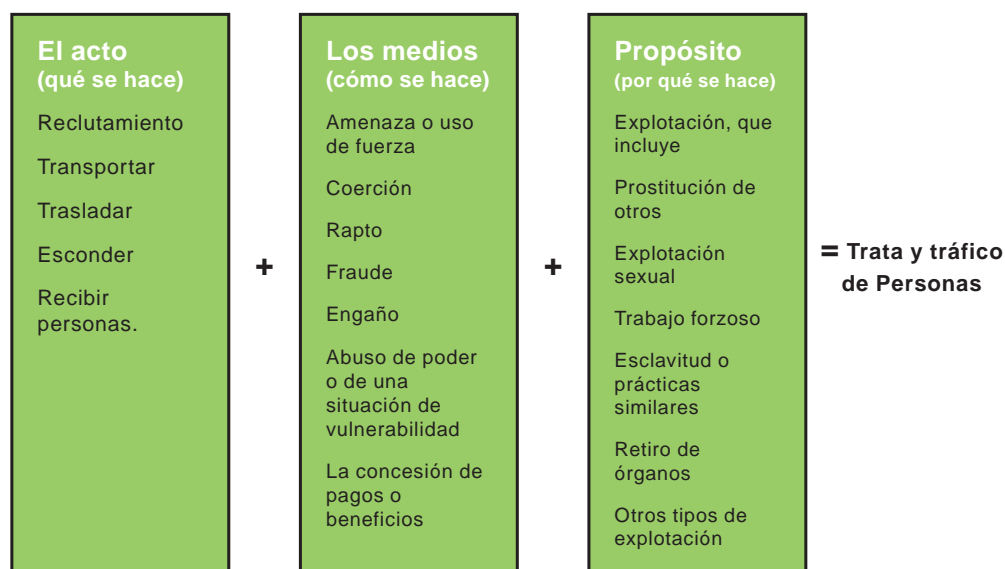 El acto
(qué se hace)
Reclutamiento
Transportar
Trasladar
Esconder
Recibir
personas.
+
Los medios
(cómo se hace)
Amenaza o uso
de fuerza
Coerción
Rapto
Fraude
Engaño
Abuso de poder
o de una
situación de
vulnerabilidad
La concesión de
pagos o
beneficios
+
Propósito
(por qué se hace)
Explotación, que
incluye
Prostitución de
otros
Explotación
sexual
Trabajo forzoso
Esclavitud o
prácticas
similares
Retiro de
órganos
Otros tipos de
explotación
= Trata y tráfico
de Personas